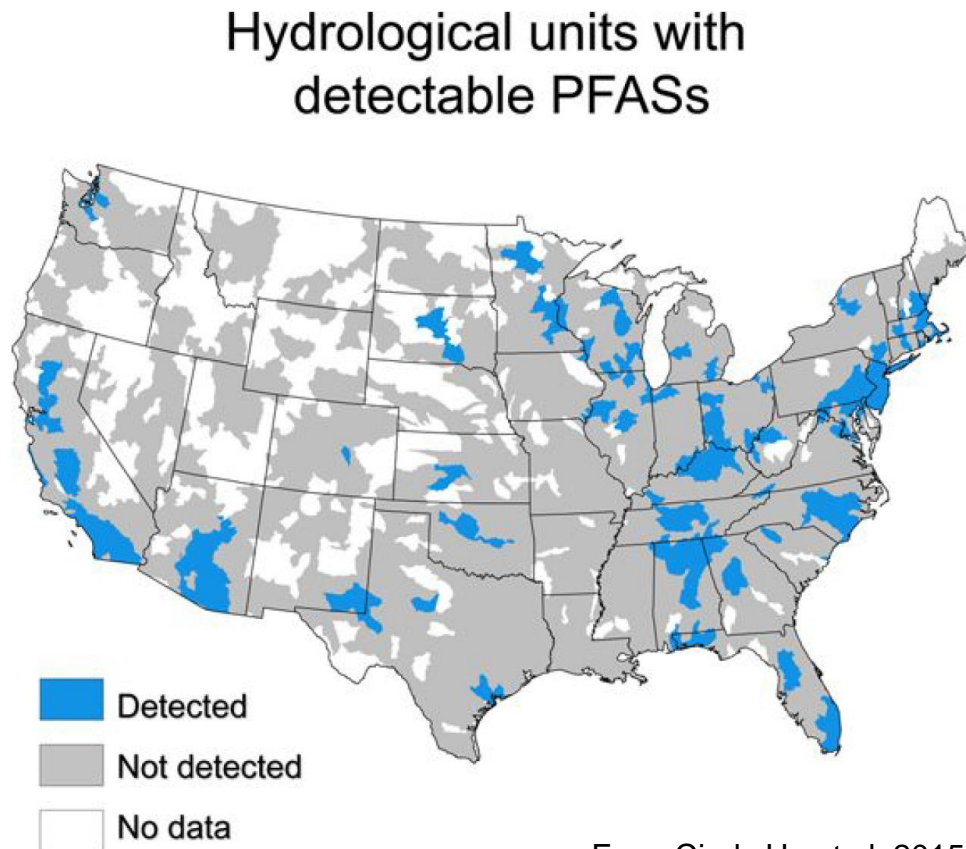 Hydrological units with
detectable PFASs
Detected
Not detected
No data